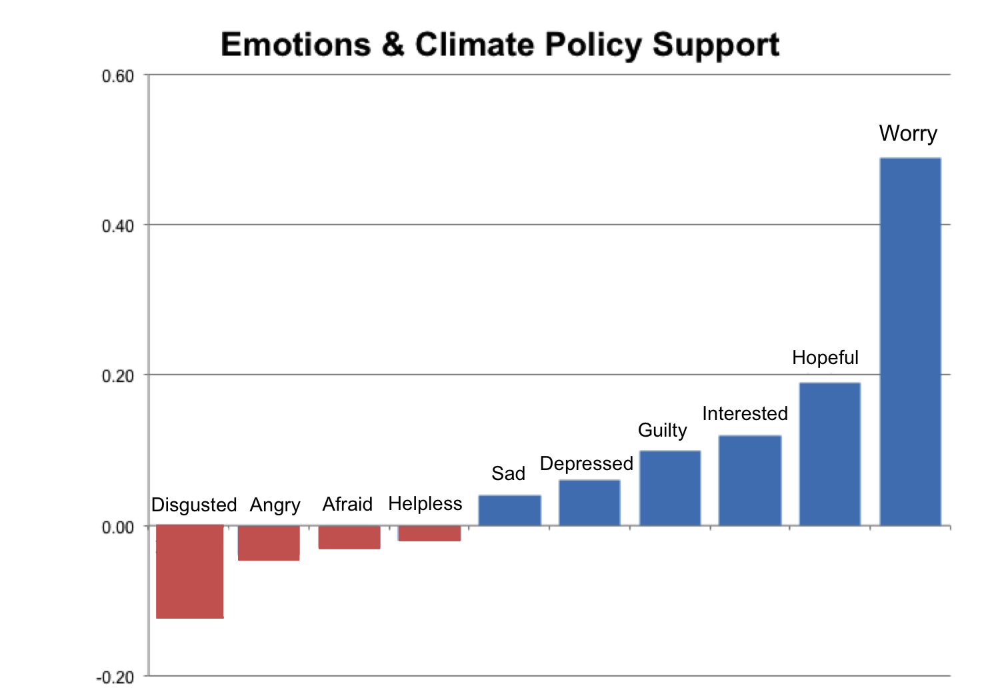 Emotions & Climate Policy Support
0.60
Worry
0.40
Hopeful
0.20
Interested
Guilty
Depressed
Sad
Disgusted Angry Afraid Helpless
0.00
-0.20